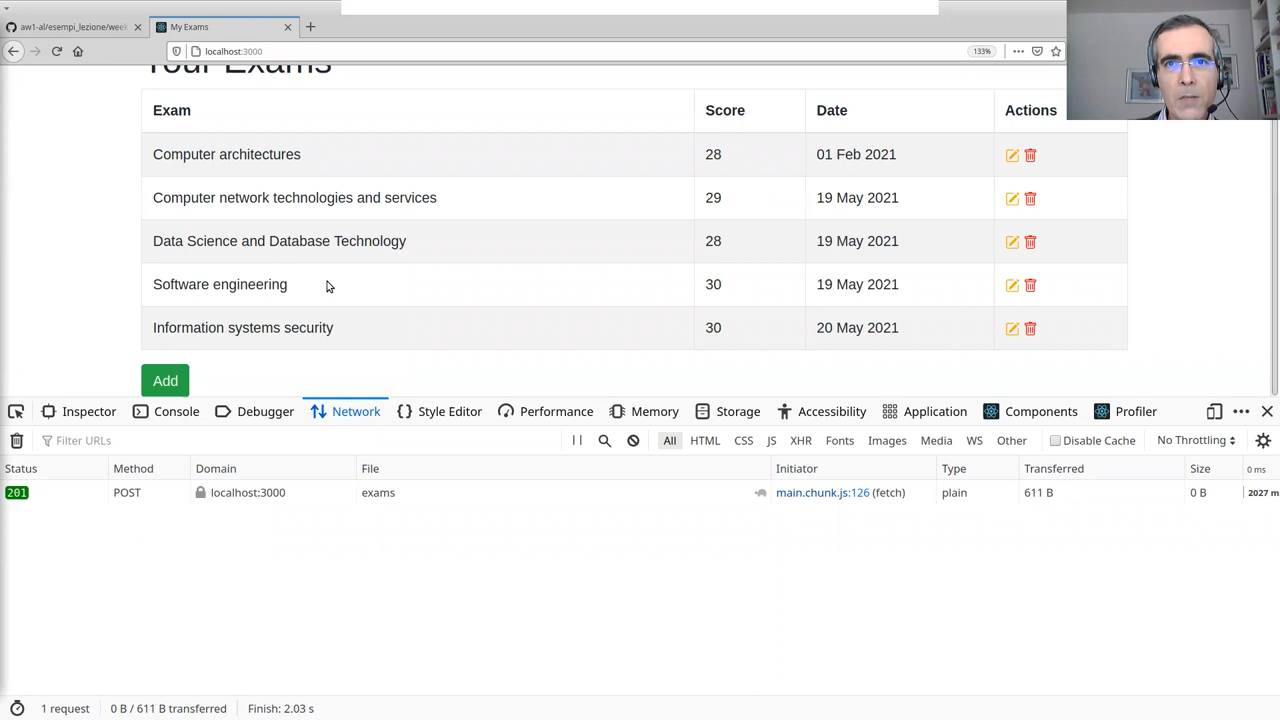 aw1-al/esempi_lezione/week
My Exams
localhost:3000
133%
Your Exams
Exam Score Date Actions
Computer architectures 28 01 Feb 2021
Computer network technologies and services 29 19 May 2021
Data Science and Database Technology 28 19 May 2021
Software engineering 30 19 May 2021
Information systems security 30 20 May 2021
Add
Inspector Console Debugger Network Style Editor Performance Memory Storage Accessibility Application Components Profiler
Filter URLs All HTML CSS JS XHR Fonts Images Media WS Other Disable Cache No Throttling
Status Method Domain File Initiator Type Transferred Size 0 ms
201 POST localhost:3000 exams main.chunk.js:126 (fetch) plain 611 B 0 B 2027 m
1 request 0 B / 611 B transferred Finish: 2.03 s